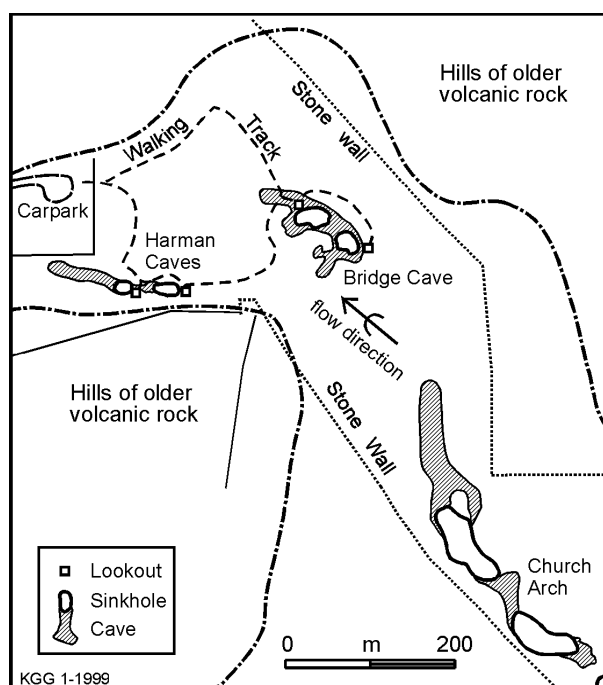 Hills of older
volcanic rock
Stone wall
Walking
Track
Carpark
Harman
Caves
Bridge Cave
flow direction
Hills of older
volcanic rock
Stone Wall
Lookout
Sinkhole
Cave
Church
Arch
0 m 200
KGG 1-1999